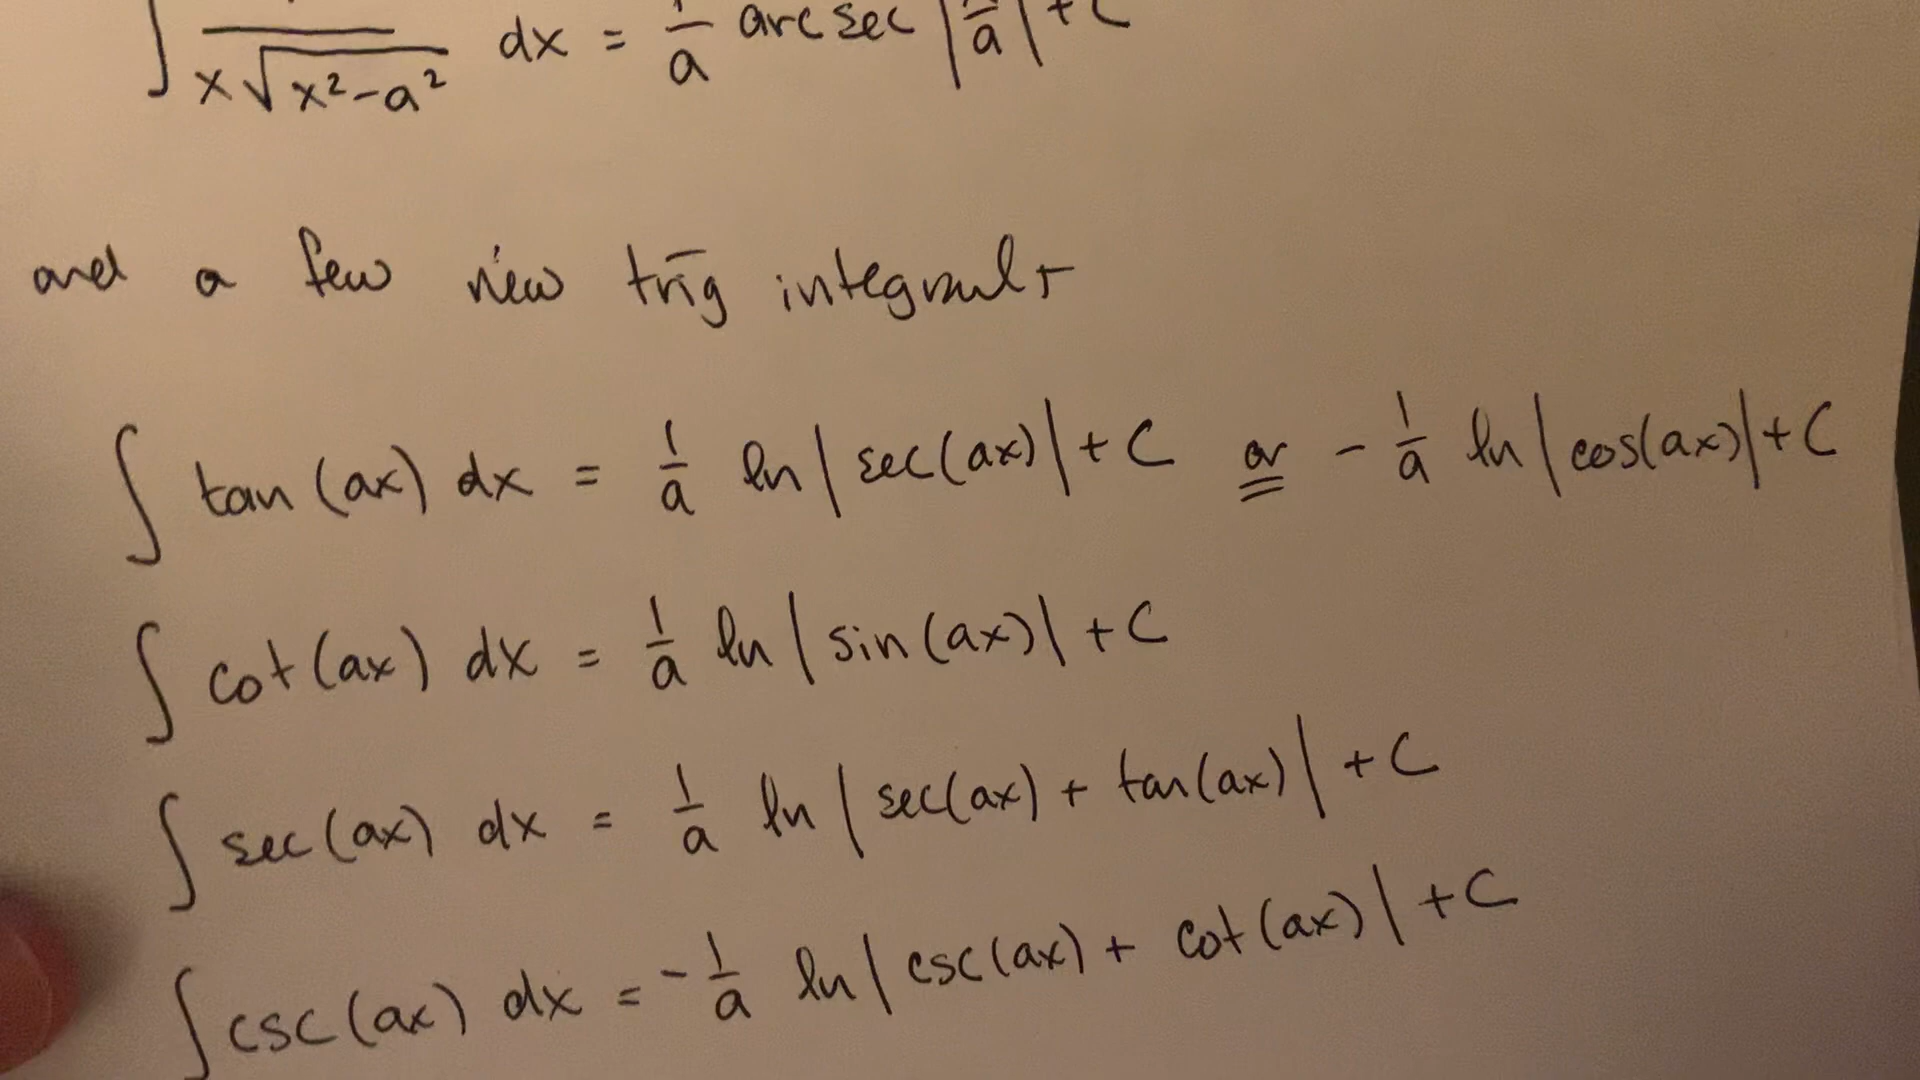 ∫ 1/(x√(x²-a²)) dx = 1/a arcsec |x/a| + C
and a few new trig integrals
∫ tan(ax) dx = 1/a ln|sec(ax)| + C or - 1/a ln|cos(ax)| + C
∫ cot(ax) dx = 1/a ln|sin(ax)| + C
∫ sec(ax) dx = 1/a ln|sec(ax) + tan(ax)| + C
∫ csc(ax) dx = - 1/a ln|csc(ax) + cot(ax)| + C